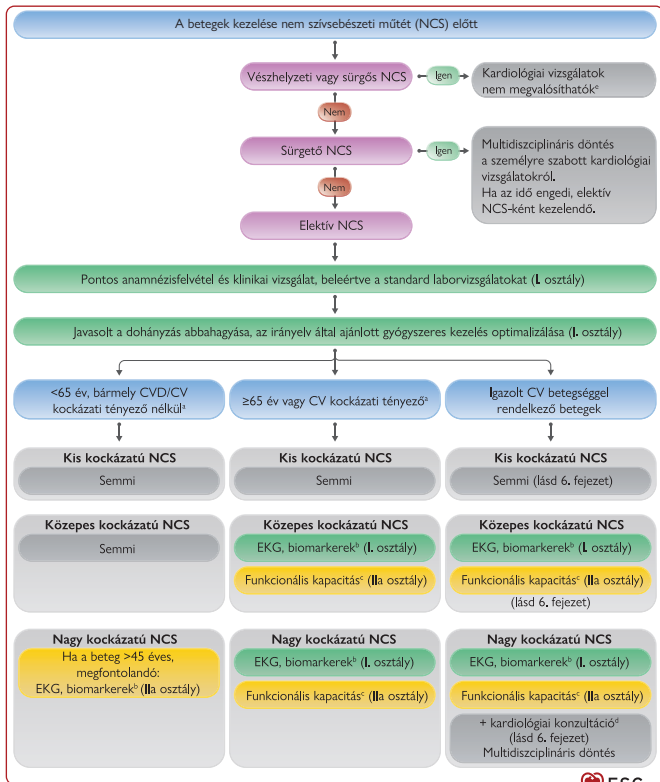 A betegek kezelése nem szívsebészeti műtét (NCS) előtt
Vészhelyzeti vagy sürgős NCS
Igen
Kardiológiai vizsgálatok
nem megvalósíthatókᵉ
Nem
Sürgető NCS
Igen
Multidiszciplináris döntés
a személyre szabott kardiológiai
vizsgálatokról.
Ha az idő engedi, elektív
NCS-ként kezelendő.
Nem
Elektív NCS
Pontos anamnézisfelvétel és klinikai vizsgálat, beleértve a standard laborvizsgálatokat (I. osztály)
Javasolt a dohányzás abbahagyása, az irányelv által ajánlott gyógyszeres kezelés optimalizálása (I. osztály)
<65 év, bármely CVD/CV
kockázati tényező nélkülᵃ
Kis kockázatú NCS
Semmi
Közepes kockázatú NCS
Semmi
Nagy kockázatú NCS
Ha a beteg >45 éves,
megfontolandó:
EKG, biomarkerekᵇ (IIa osztály)
≥65 év vagy CV kockázati tényezőᵃ
Kis kockázatú NCS
Semmi
Közepes kockázatú NCS
EKG, biomarkerekᵇ (I. osztály)
Funkcionális kapacitásᶜ (IIa osztály)
Nagy kockázatú NCS
EKG, biomarkerekᵇ (I. osztály)
Funkcionális kapacitásᶜ (IIa osztály)
Igazolt CV betegséggel
rendelkező betegek
Kis kockázatú NCS
Semmi (lásd 6. fejezet)
Közepes kockázatú NCS
EKG, biomarkerekᵇ (I. osztály)
Funkcionális kapacitásᶜ (IIa osztály)
(lásd 6. fejezet)
Nagy kockázatú NCS
EKG, biomarkerekᵇ (I. osztály)
Funkcionális kapacitásᶜ (IIa osztály)
+ kardiológiai konzultációᵈ
(lásd 6. fejezet)
Multidiszciplináris döntés
ESC